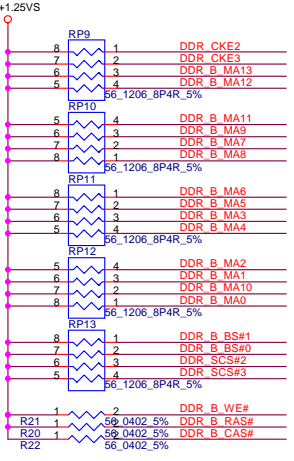 +1.25VS
RP9
8 1 DDR_CKE2
7 2 DDR_CKE3
6 3 DDR_B_MA13
5 4 DDR_B_MA12
56_1206_8P4R_5%
RP10
5 4 DDR_B_MA11
6 3 DDR_B_MA9
7 2 DDR_B_MA7
8 1 DDR_B_MA8
56_1206_8P4R_5%
RP11
8 1 DDR_B_MA6
7 2 DDR_B_MA5
6 3 DDR_B_MA3
5 4 DDR_B_MA4
56_1206_8P4R_5%
RP12
5 4 DDR_B_MA2
6 3 DDR_B_MA1
7 2 DDR_B_MA10
8 1 DDR_B_MA0
56_1206_8P4R_5%
RP13
8 1 DDR_B_BS#1
7 2 DDR_B_BS#0
6 3 DDR_SCS#2
5 4 DDR_SCS#3
56_1206_8P4R_5%
1 2 DDR_B_WE#
R21 56_0402_5%
1 2 DDR_B_RAS#
R20 56_0402_5%
1 2 DDR_B_CAS#
R22 56_0402_5%